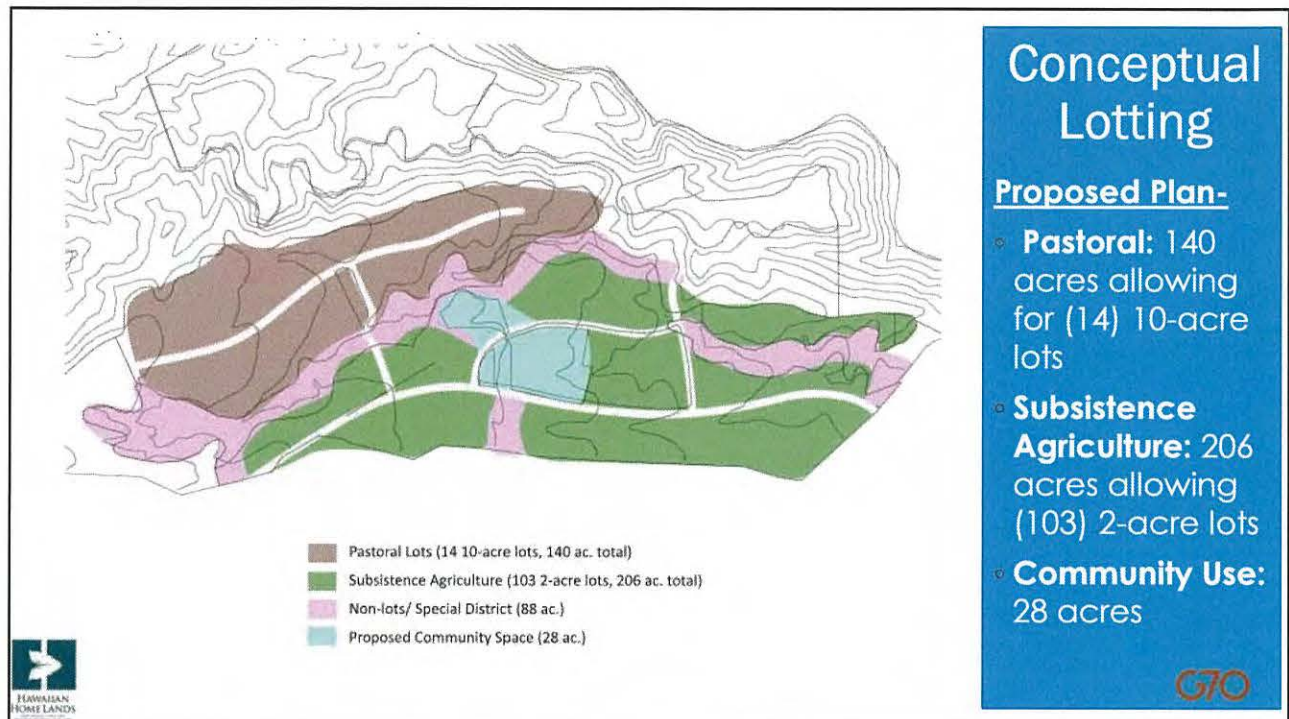 Conceptual
Lotting
Proposed Plan-
Pastoral: 140
acres allowing
for (14) 10-acre
lots
Subsistence
Agriculture: 206
acres allowing
(103) 2-acre lots
Community Use:
28 acres
Pastoral Lots (14 10-acre lots, 140 ac. total)
Subsistence Agriculture (103 2-acre lots, 206 ac. total)
Non-lots/ Special District (88 ac.)
Proposed Community Space (28 ac.)
HAWAIIAN
HOME LANDS
G70